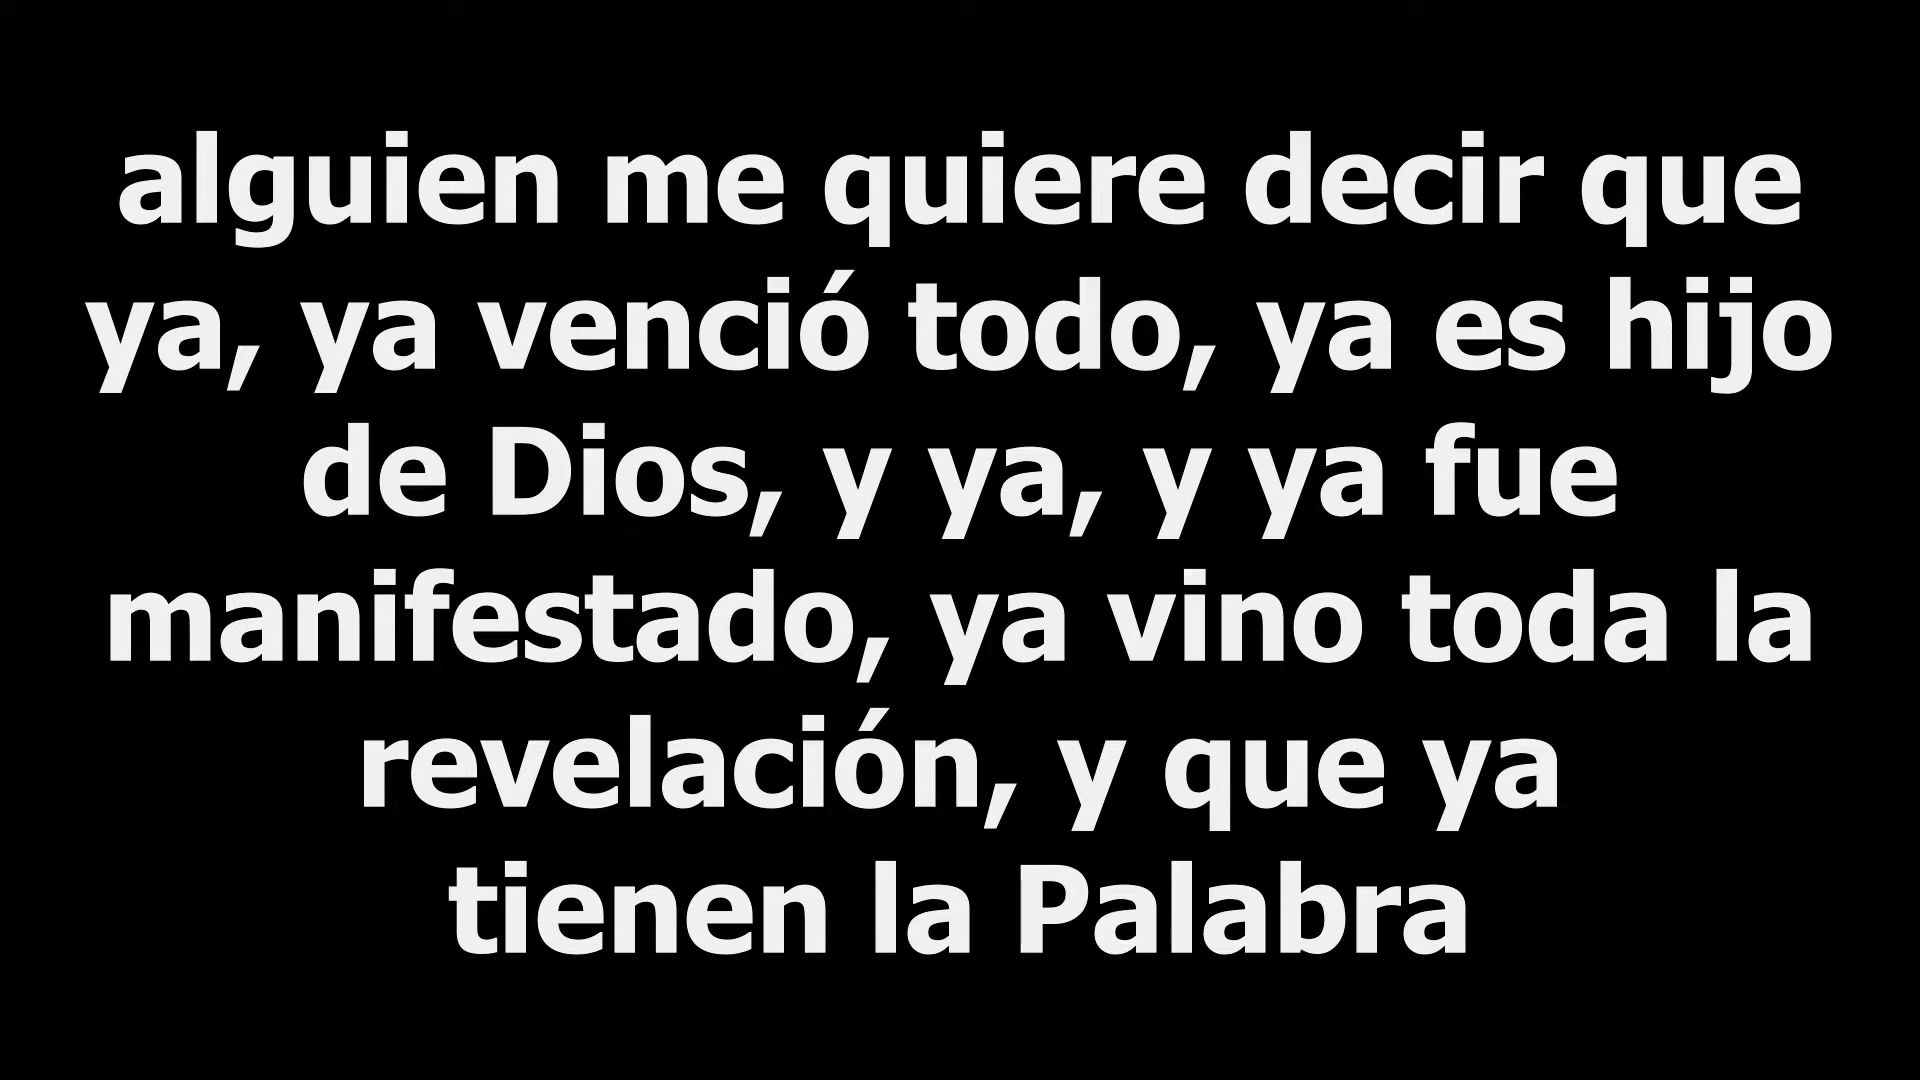 alguien me quiere decir que
ya, ya venció todo, ya es hijo
de Dios, y ya, y ya fue
manifestado, ya vino toda la
revelación, y que ya
tienen la Palabra